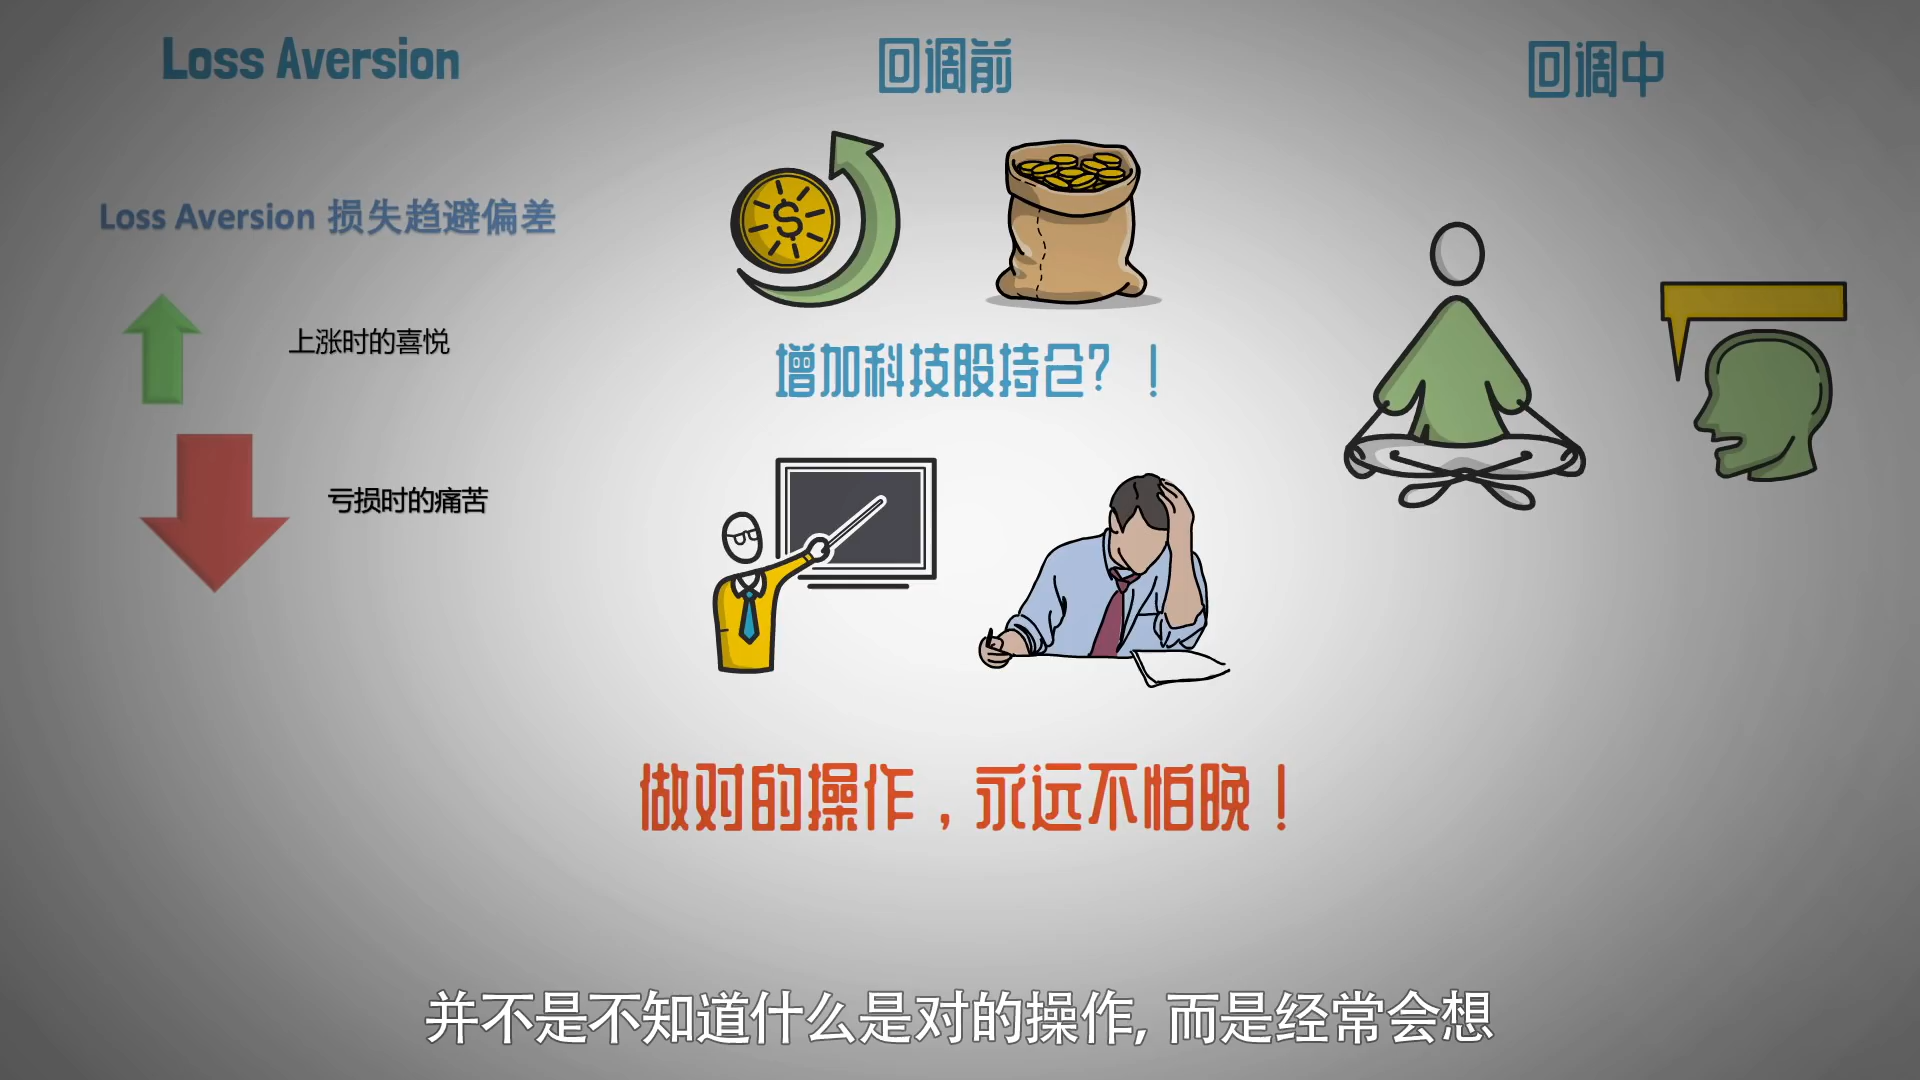 Loss Aversion
回调前
回调中
Loss Aversion 损失趋避偏差
上涨时的喜悦
增加科技股持仓？！
亏损时的痛苦
做对的操作，永远不怕晚！
并不是不知道什么是对的操作, 而是经常会想